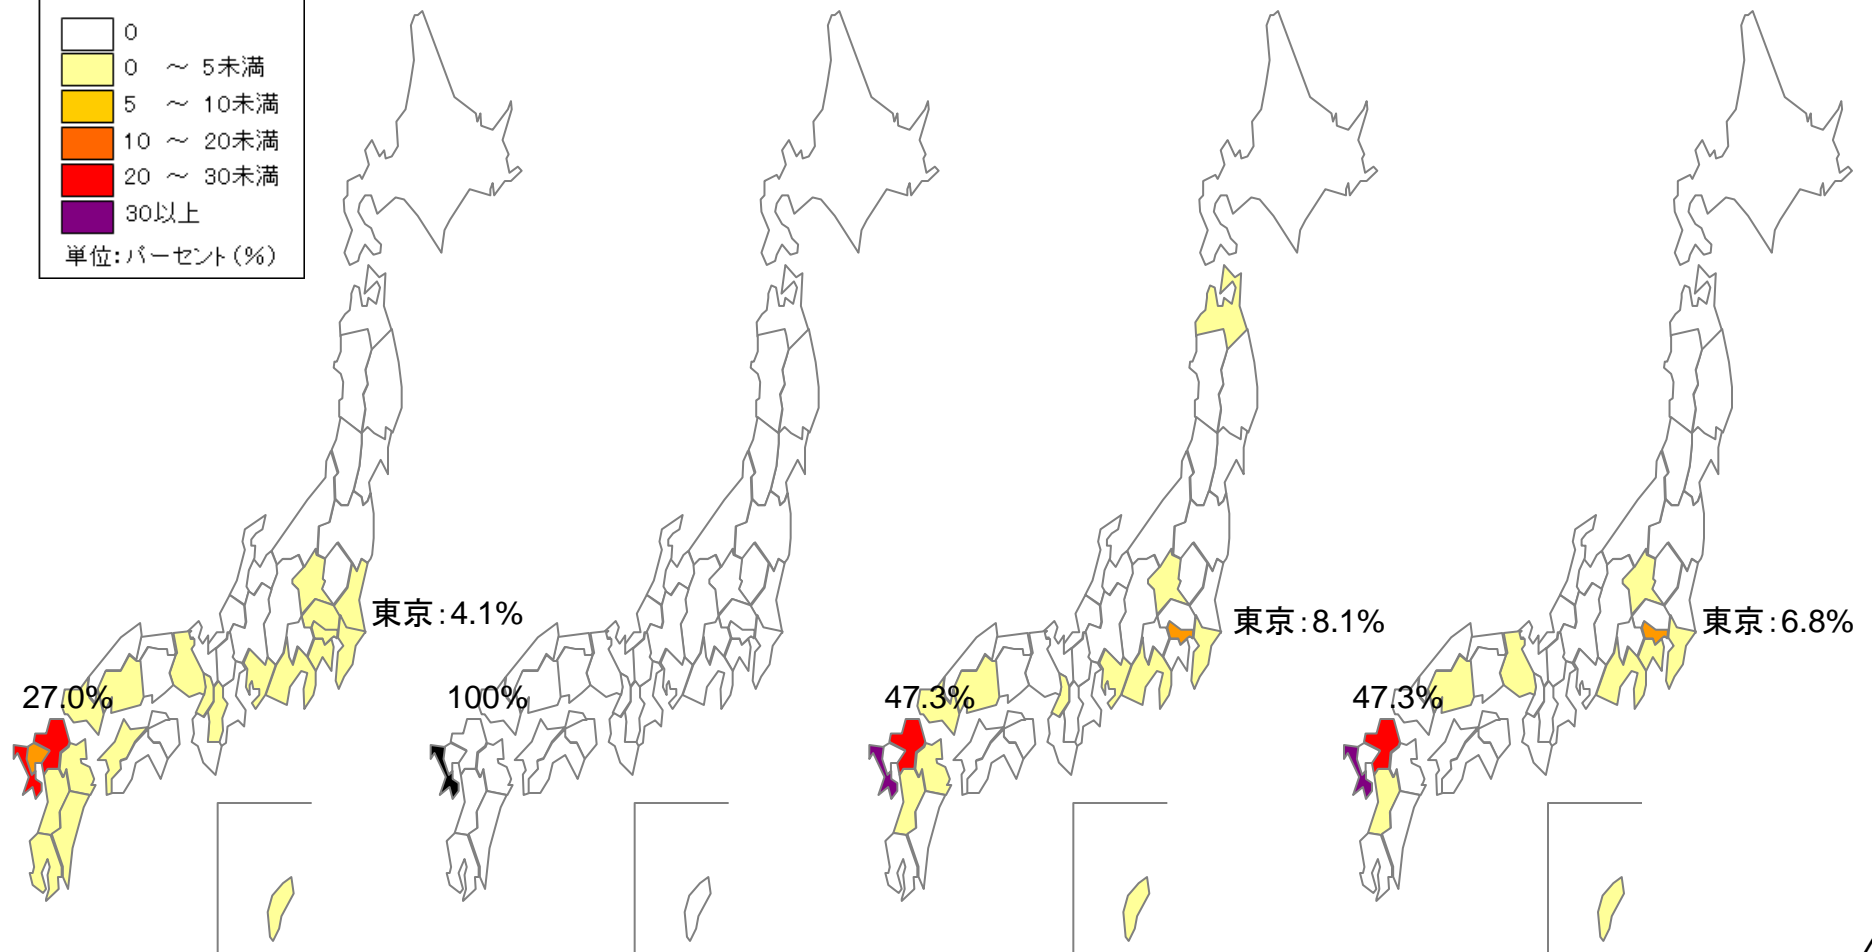 0
0 ～ 5未満
5 ～ 10未満
10 ～ 20未満
20 ～ 30未満
30以上
単位:パーセント(%)
東京：4.1%
東京：8.1%
東京：6.8%
27.0%
100%
47.3%
47.3%